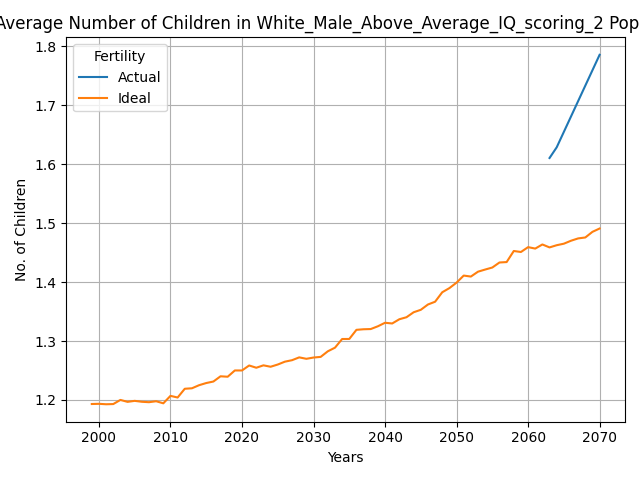 Average Number of Children in White_Male_Above_Average_IQ_scoring_2 Pop
Fertility
Actual
Ideal
1.8
1.7
1.6
1.5
1.4
1.3
1.2
No. of Children
2000 2010 2020 2030 2040 2050 2060 2070
Years